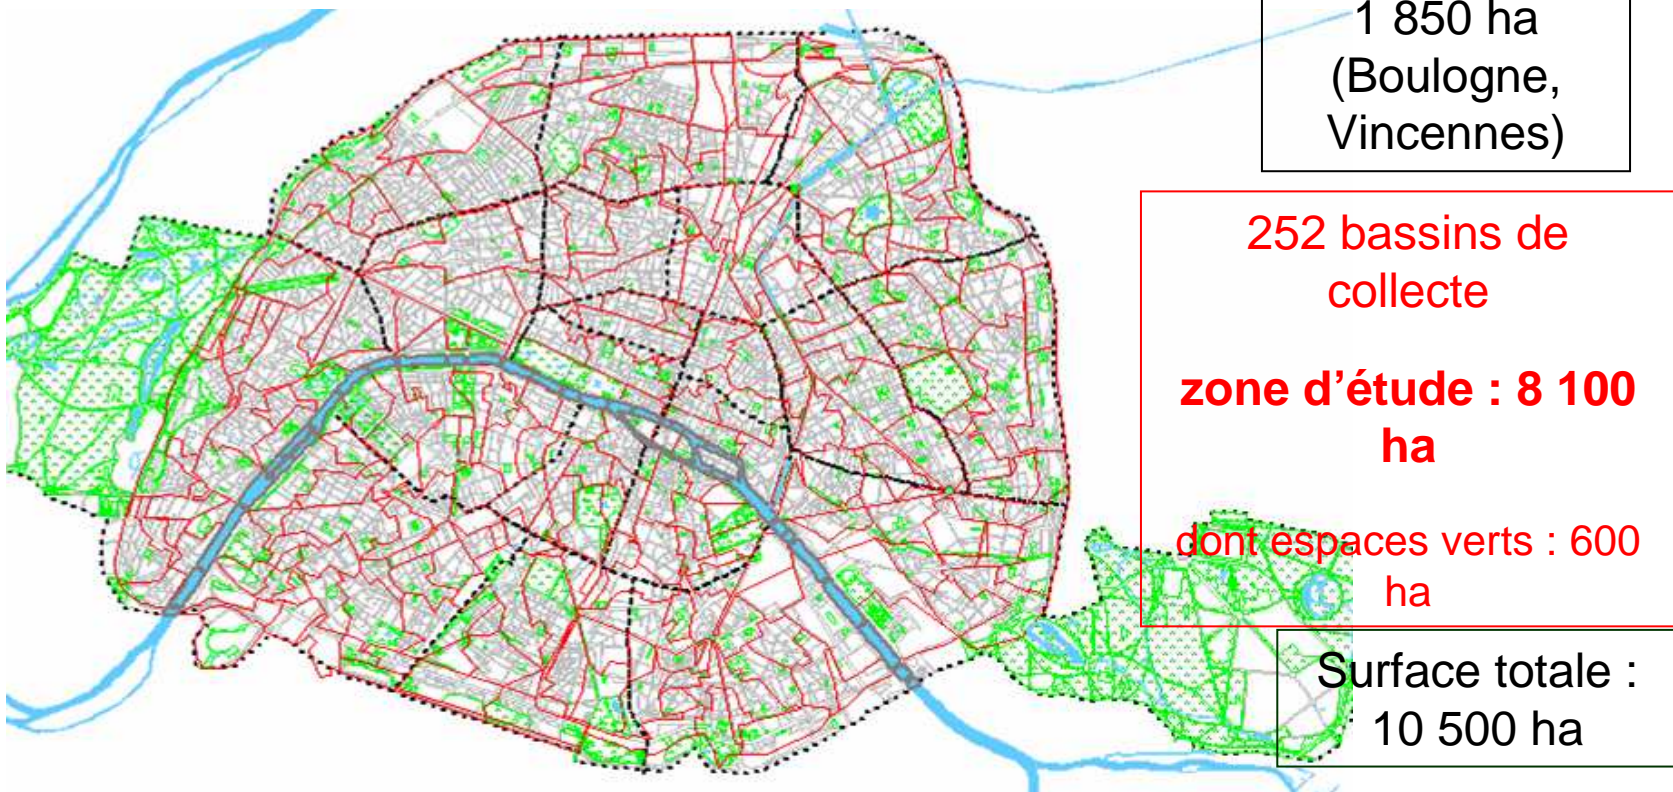 1 850 ha
(Boulogne,
Vincennes)
252 bassins de
collecte
zone d’étude : 8 100
ha
dont espaces verts : 600
ha
Surface totale :
10 500 ha